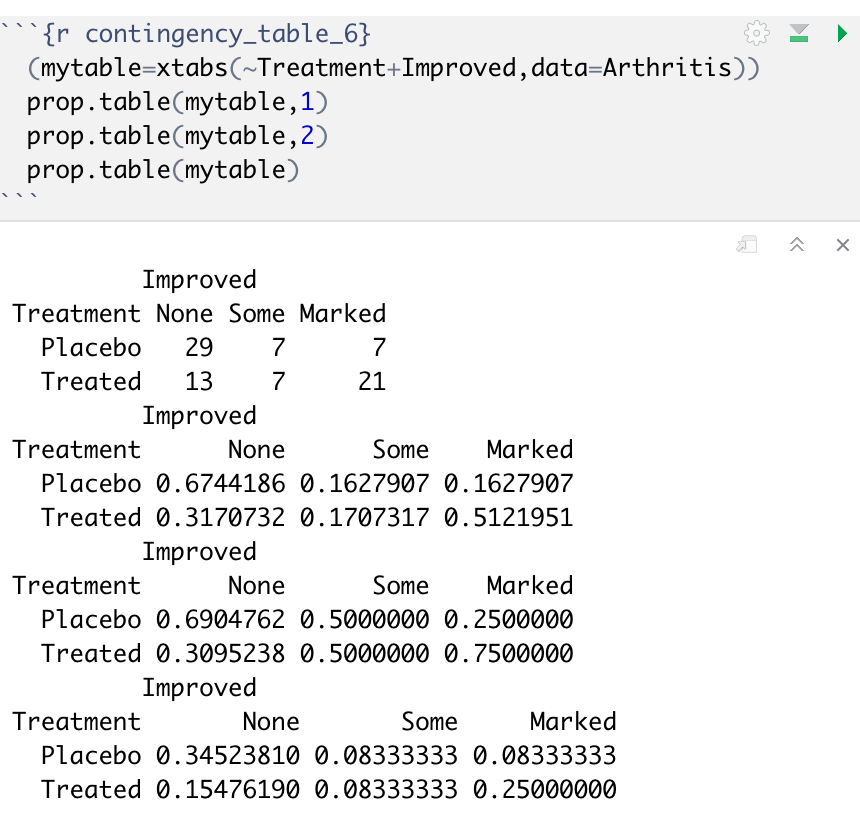 ```{r contingency_table_6}
(mytable=xtabs(~Treatment+Improved,data=Arthritis))
prop.table(mytable,1)
prop.table(mytable,2)
prop.table(mytable)
```
Improved
Treatment None Some Marked
Placebo 29 7 7
Treated 13 7 21
Improved
Treatment None Some Marked
Placebo 0.6744186 0.1627907 0.1627907
Treated 0.3170732 0.1707317 0.5121951
Improved
Treatment None Some Marked
Placebo 0.6904762 0.5000000 0.2500000
Treated 0.3095238 0.5000000 0.7500000
Improved
Treatment None Some Marked
Placebo 0.34523810 0.08333333 0.08333333
Treated 0.15476190 0.08333333 0.25000000